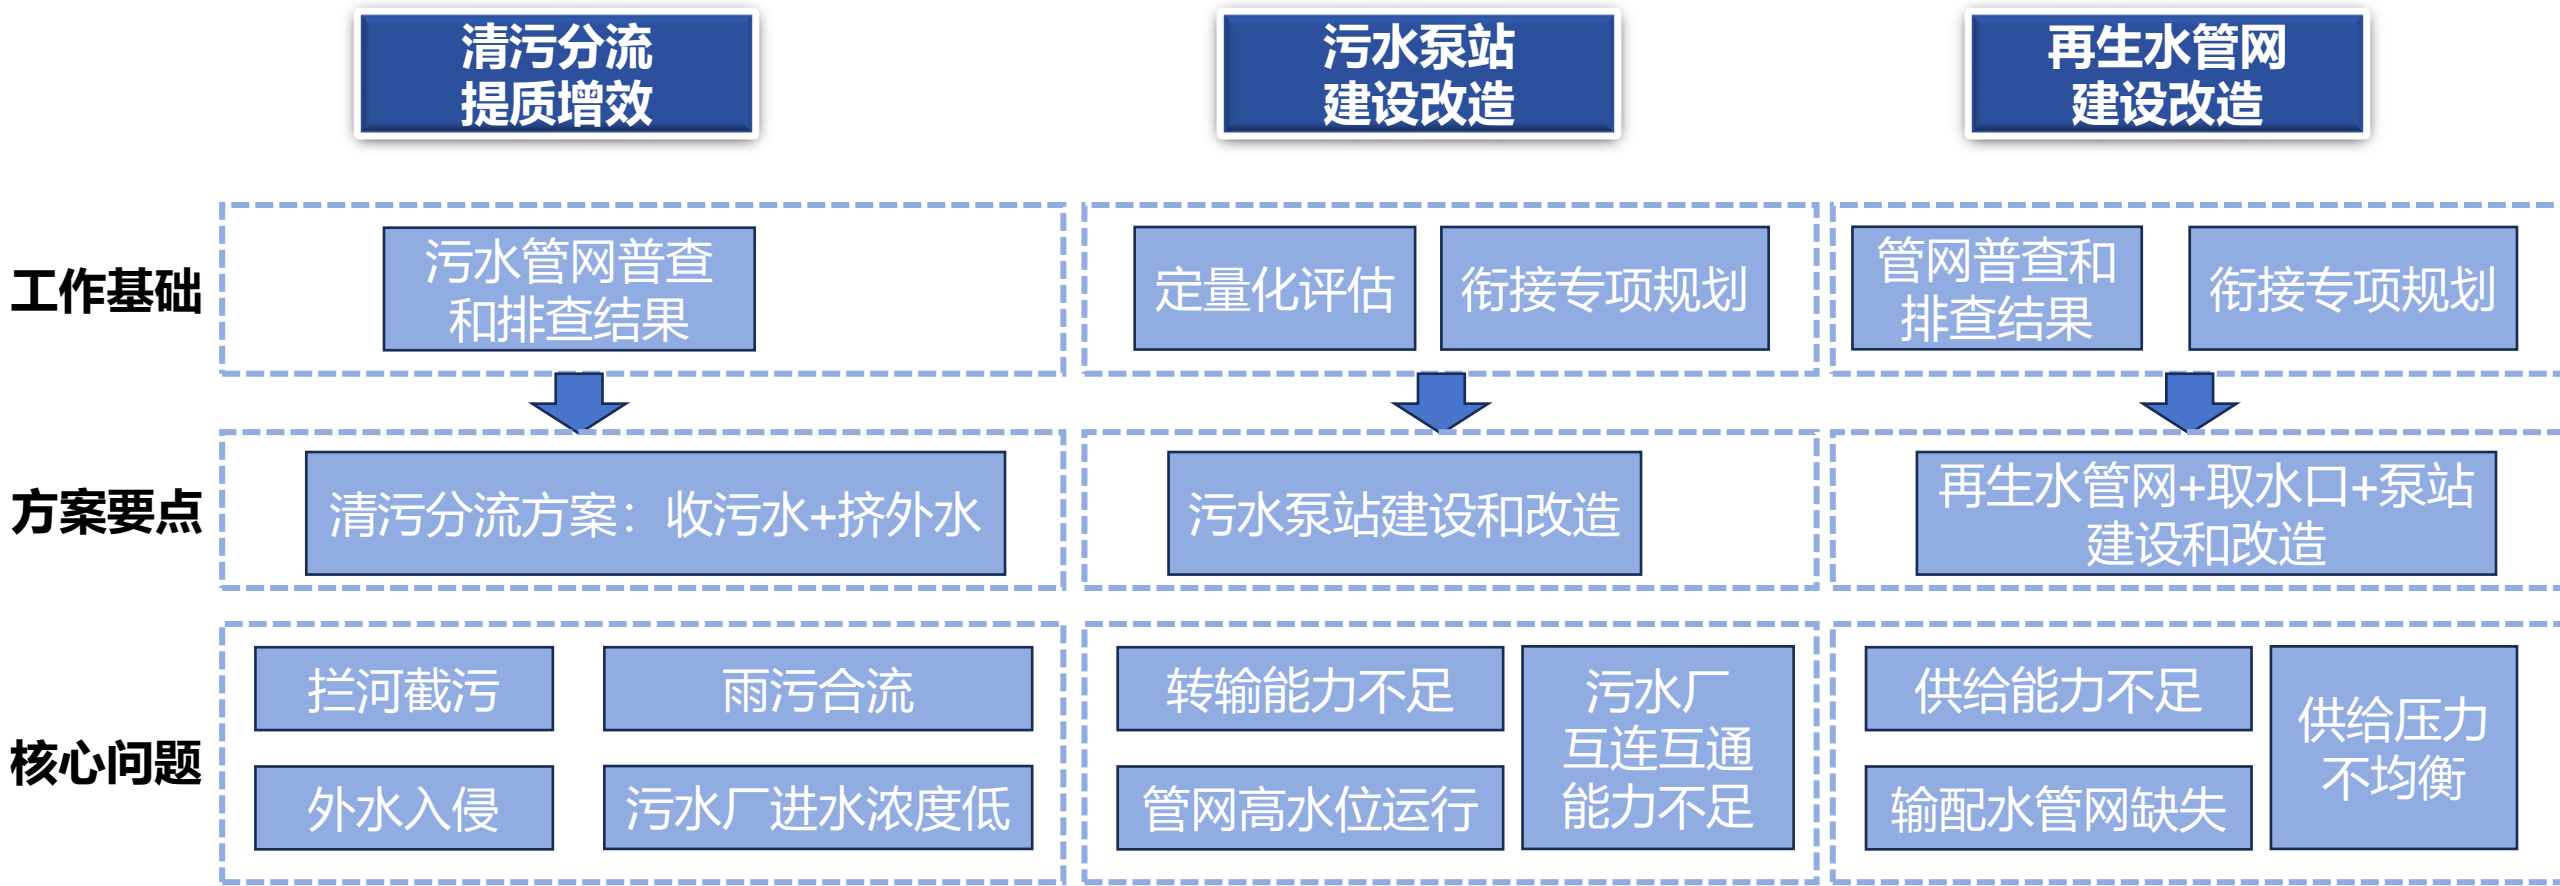 清污分流
提质增效
污水泵站
建设改造
再生水管网
建设改造
工作基础
污水管网普查
和排查结果
定量化评估
衔接专项规划
管网普查和
排查结果
衔接专项规划
方案要点
清污分流方案：收污水+挤外水
污水泵站建设和改造
再生水管网+取水口+泵站
建设和改造
核心问题
拦河截污
雨污合流
外水入侵
污水厂进水浓度低
转输能力不足
管网高水位运行
污水厂
互连互通
能力不足
供给能力不足
输配水管网缺失
供给压力
不均衡